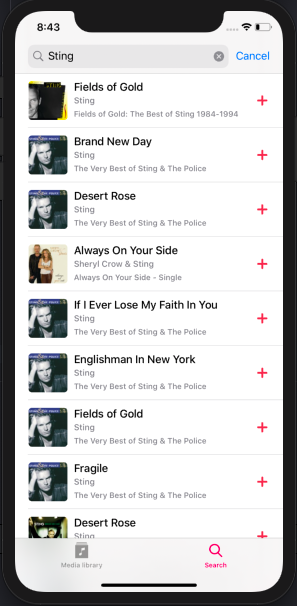 8:43
Sting
Cancel
Fields of Gold
Sting
Fields of Gold: The Best of Sting 1984-1994
Brand New Day
Sting
The Very Best of Sting & The Police
Desert Rose
Sting
The Very Best of Sting & The Police
Always On Your Side
Sheryl Crow & Sting
Always On Your Side - Single
If I Ever Lose My Faith In You
Sting
The Very Best of Sting & The Police
Englishman In New York
Sting
The Very Best of Sting & The Police
Fields of Gold
Sting
The Very Best of Sting & The Police
Fragile
Sting
The Very Best of Sting & The Police
Desert Rose
Sting
Media library
Search